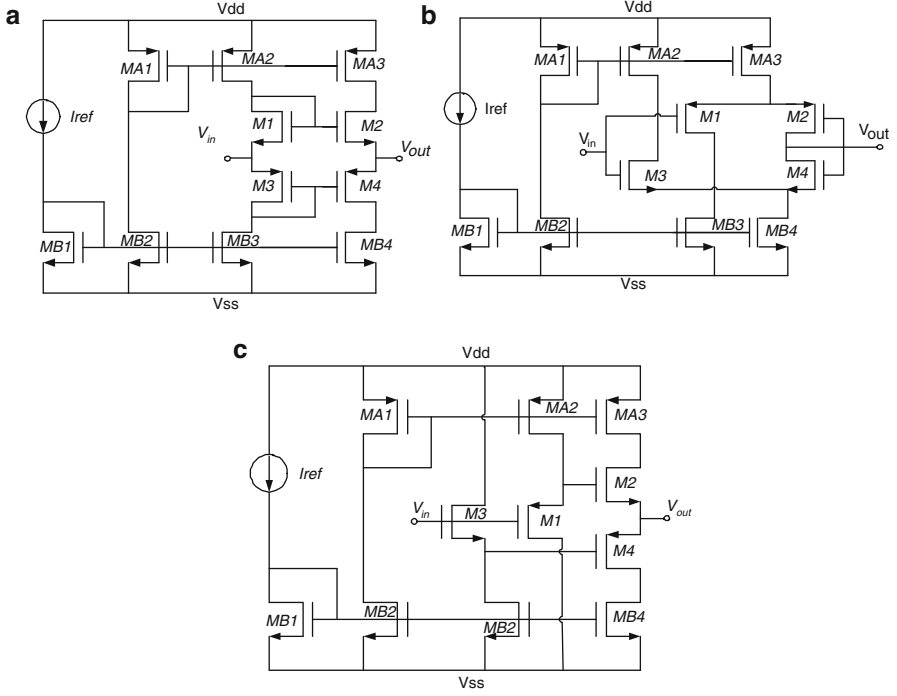 a
Vdd
MA1
MA2
MA3
Iref
Vin
M1
M2
Vout
M3
M4
MB1
MB2
MB3
MB4
Vss
b
Vdd
MA1
MA2
MA3
Iref
M1
M2
Vin
Vout
M3
M4
MB1
MB2
MB3
MB4
Vss
c
Vdd
MA1
MA2
MA3
Iref
M2
Vin
M3
M1
Vout
M4
MB1
MB2
MB2
MB4
Vss